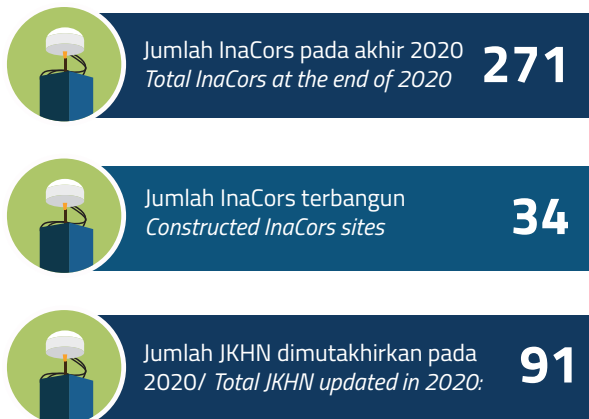 Jumlah InaCors pada akhir 2020
Total InaCors at the end of 2020
271
Jumlah InaCors terbangun
Constructed InaCors sites
34
Jumlah JKHN dimutakhirkan pada
2020/ Total JKHN updated in 2020:
91